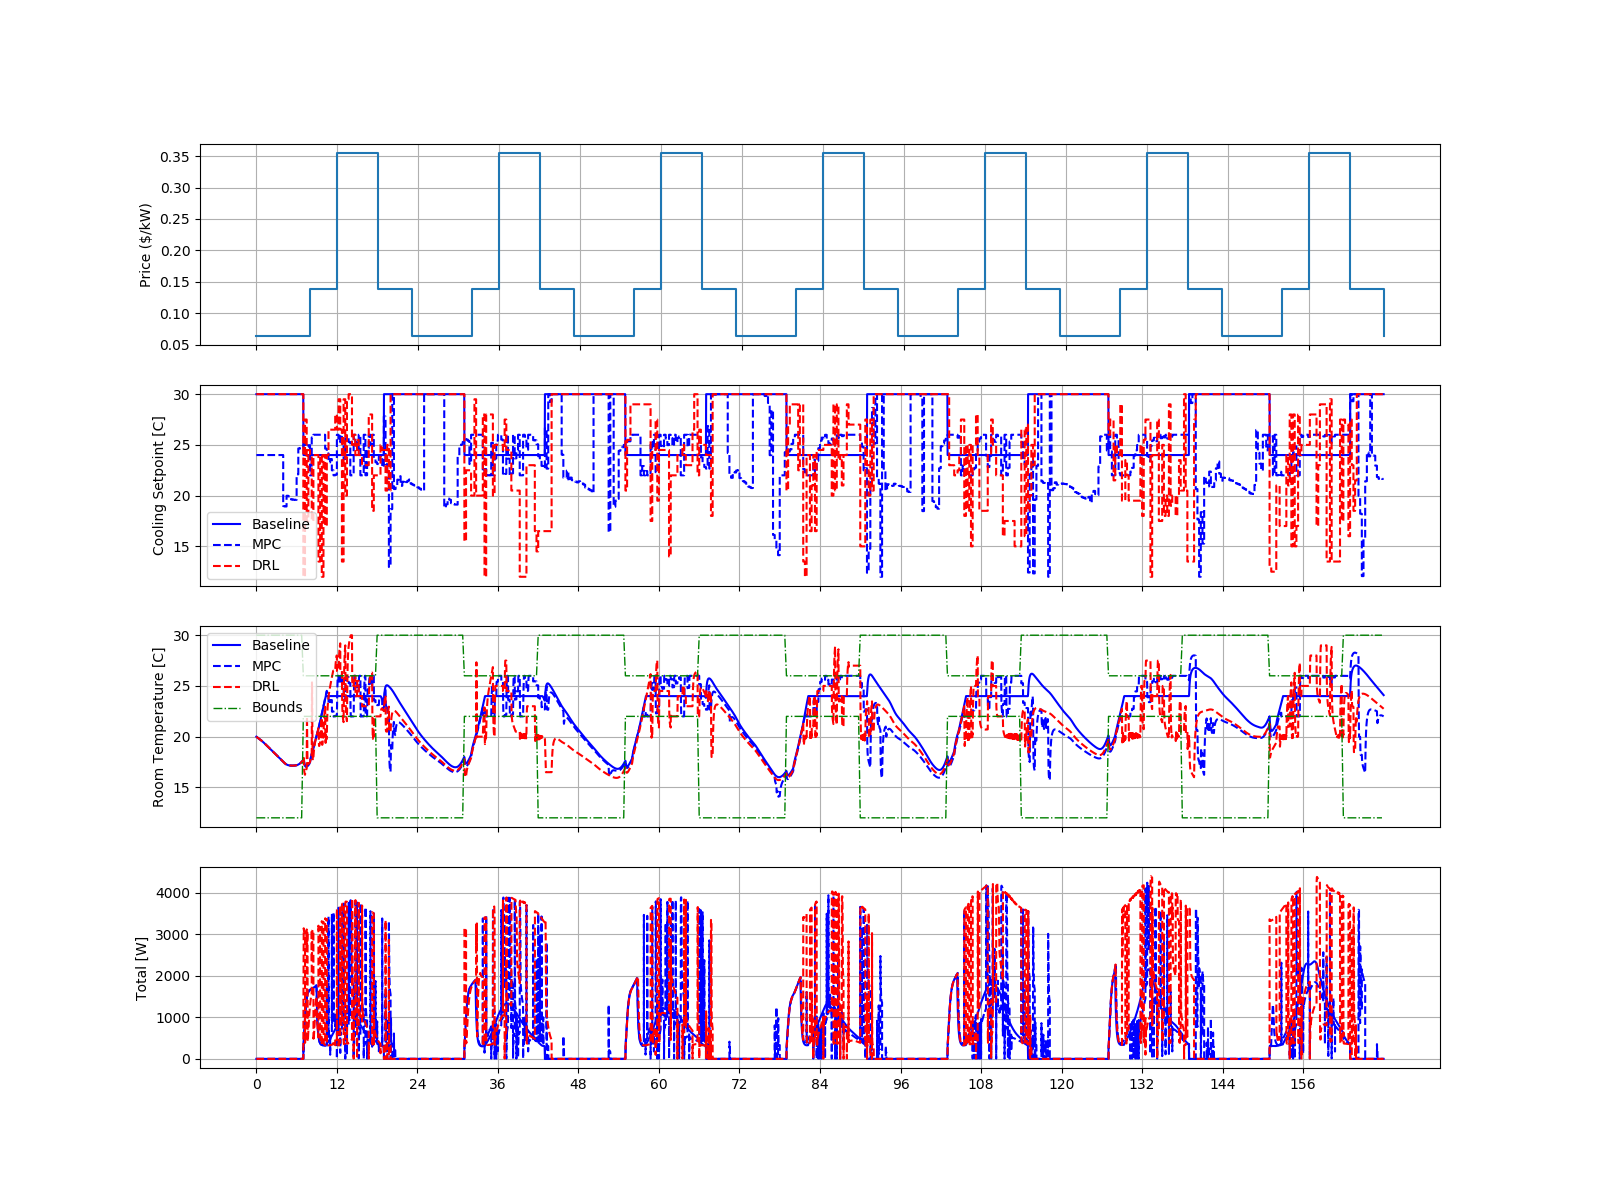 Price ($/kW)
0.35
0.30
0.25
0.20
0.15
0.10
0.05
Cooling Setpoint [C]
30
25
20
15
Baseline
MPC
DRL
Room Temperature [C]
30
25
20
15
Baseline
MPC
DRL
Bounds
Total [W]
4000
3000
2000
1000
0
0 12 24 36 48 60 72 84 96 108 120 132 144 156